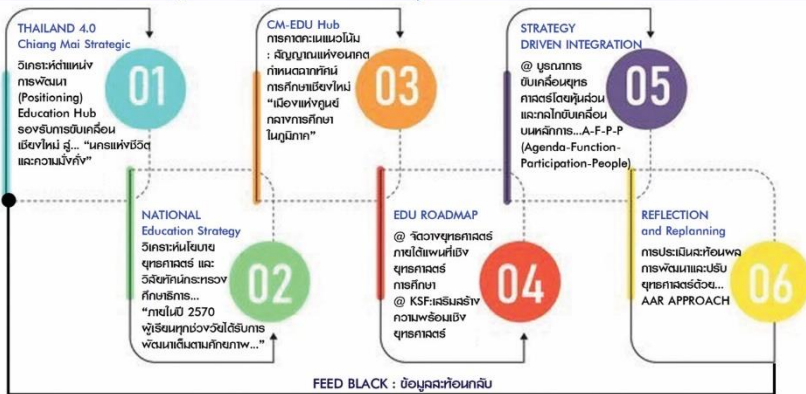 THAILAND 4.0
Chiang Mai Strategic
วิเคราะห์ตำแหน่ง
การพัฒนา
(Positioning)
Education Hub
รองรับการขับเคลื่อน
เชียงใหม่ สู่... “นครแห่งชีวิต
และความมั่งคั่ง”
01
NATIONAL
Education Strategy
วิเคราะห์นโยบาย
ยุทธศาสตร์ และ
วิสัยทัศน์กระทรวง
ศึกษาธิการ...
“ภายในปี 2570
ผู้เรียนทุกช่วงวัยได้รับการ
พัฒนาเต็มตามศักยภาพ...”
02
CM-EDU Hub
การคาดคะเนแนวโน้ม
: สัญญาณแห่งอนาคต
กำหนดฉากทัศน์
การศึกษาเชียงใหม่
“เมืองแห่งศูนย์
กลางการศึกษา
ในภูมิภาค”
03
EDU ROADMAP
@ จัดวางยุทธศาสตร์
ภายใต้แผนที่เชิง
ยุทธศาสตร์
การศึกษา
@ KSF:เสริมสร้าง
ความพร้อมเชิง
ยุทธศาสตร์
04
STRATEGY
DRIVEN INTEGRATION
@ บูรณาการ
ขับเคลื่อนยุทธ
ศาสตร์โดยหุ้นส่วน
และกลไกขับเคลื่อน
บนหลักการ...A-F-P-P
(Agenda-Function-
Participation-People)
05
REFLECTION
and Replanning
การประเมินสะท้อนผล
การพัฒนาและปรับ
ยุทธศาสตร์ด้วย...
AAR APPROACH
06
FEED BLACK : ข้อมูลสะท้อนกลับ